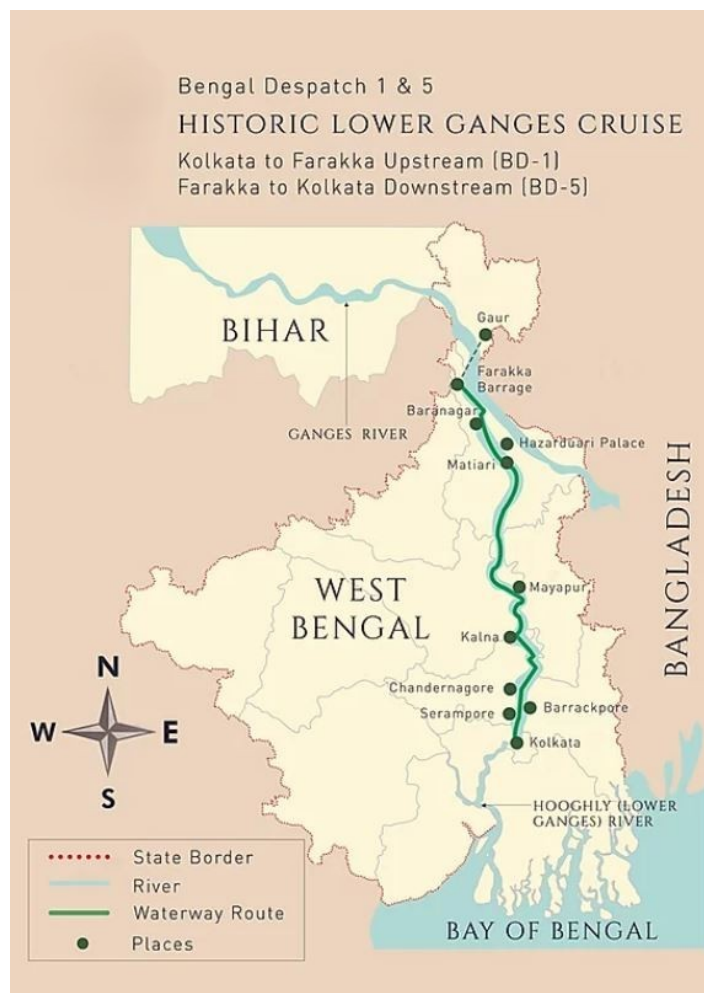 Bengal Despatch 1 & 5
HISTORIC LOWER GANGES CRUISE
Kolkata to Farakka Upstream (BD-1)
Farakka to Kolkata Downstream (BD-5)
Gaur
BIHAR
Farakka
Barrage
Baranagar
GANGES RIVER
Hazarduari Palace
Matiari
BANGLADESH
WEST
BENGAL
Mayapur
Kalna
N
W E
S
Chandernagore
Serampore
Barrackpore
Kolkata
HOOGHLY (LOWER
GANGES) RIVER
State Border
River
Waterway Route
Places
BAY OF BENGAL